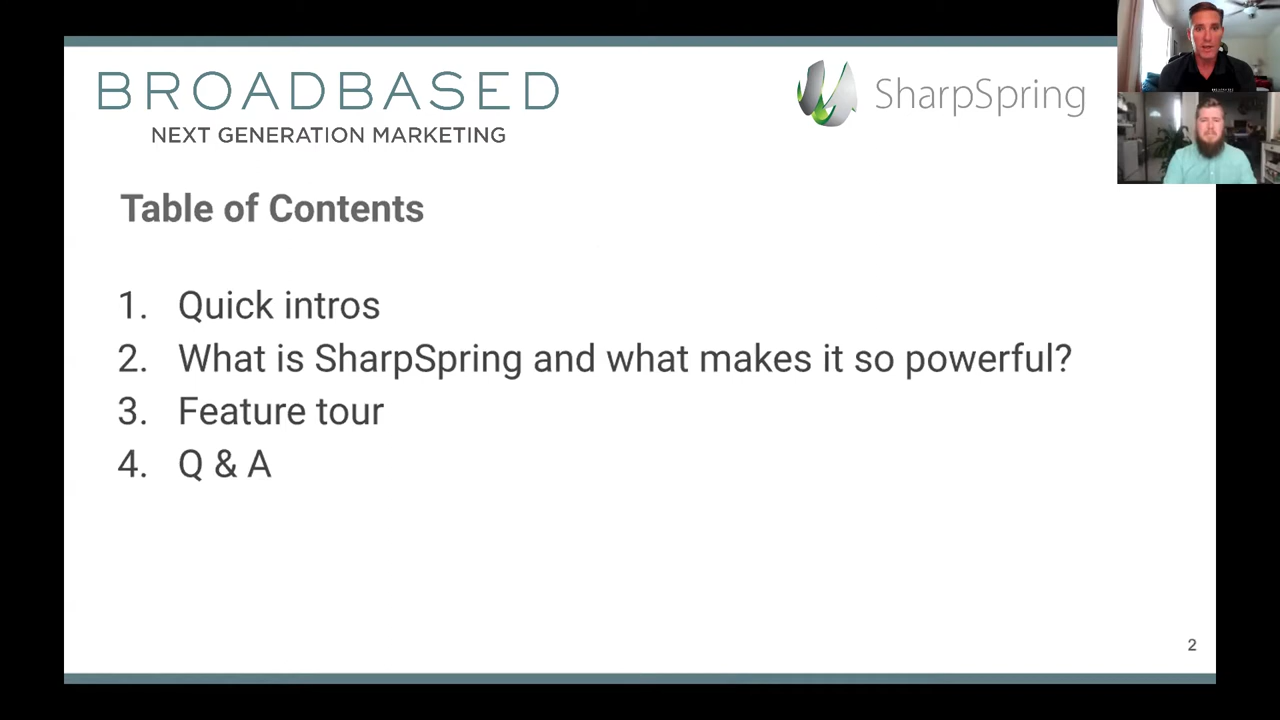 BROADBASED
NEXT GENERATION MARKETING
SharpSpring
Table of Contents
1. Quick intros
2. What is SharpSpring and what makes it so powerful?
3. Feature tour
4. Q & A
2